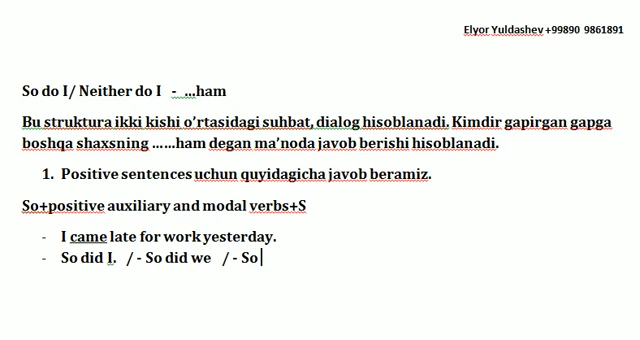 Elyor Yuldashev +99890 9861891
So do I/ Neither do I - ...ham
Bu struktura ikki kishi o’rtasidagi suhbat, dialog hisoblanadi. Kimdir gapirgan gapga
boshqa shaxsning ......ham degan ma’noda javob berishi hisoblanadi.
1. Positive sentences uchun quyidagicha javob beramiz.
So+positive auxiliary and modal verbs+S
- I came late for work yesterday.
- So did I. / - So did we / - So